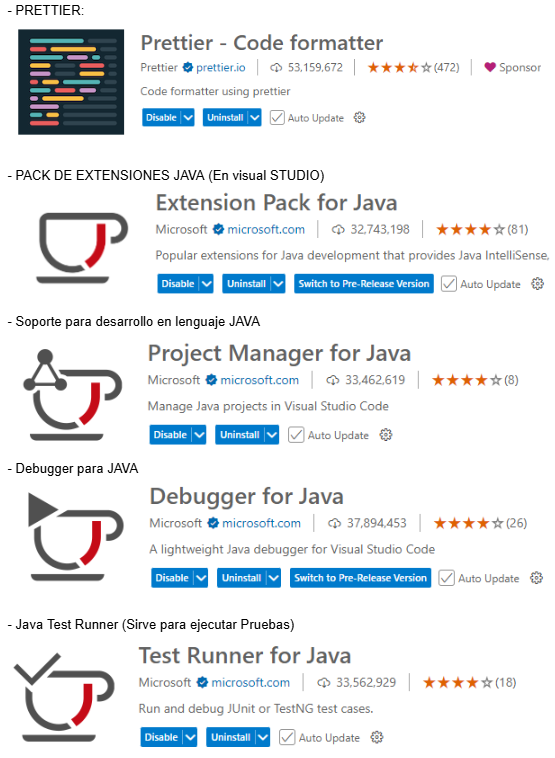 - PRETTIER:
Prettier - Code formatter
Prettier prettier.io 53,159,672 (472) Sponsor
Code formatter using prettier
Disable Uninstall Auto Update
- PACK DE EXTENSIONES JAVA (En visual STUDIO)
Extension Pack for Java
Microsoft microsoft.com 32,743,198 (81)
Popular extensions for Java development that provides Java IntelliSense,
Disable Uninstall Switch to Pre-Release Version Auto Update
- Soporte para desarrollo en lenguaje JAVA
Project Manager for Java
Microsoft microsoft.com 33,462,619 (8)
Manage Java projects in Visual Studio Code
Disable Uninstall Auto Update
- Debugger para JAVA
Debugger for Java
Microsoft microsoft.com 37,894,453 (26)
A lightweight Java debugger for Visual Studio Code
Disable Uninstall Switch to Pre-Release Version Auto Update
- Java Test Runner (Sirve para ejecutar Pruebas)
Test Runner for Java
Microsoft microsoft.com 33,562,929 (18)
Run and debug JUnit or TestNG test cases.
Disable Uninstall Auto Update